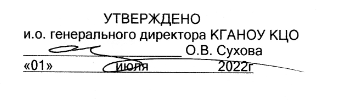 УТВЕРЖДЕНО
и.о. генерального директора КГАНОУ КЦО
О.В. Сухова
«01» июля 2022г